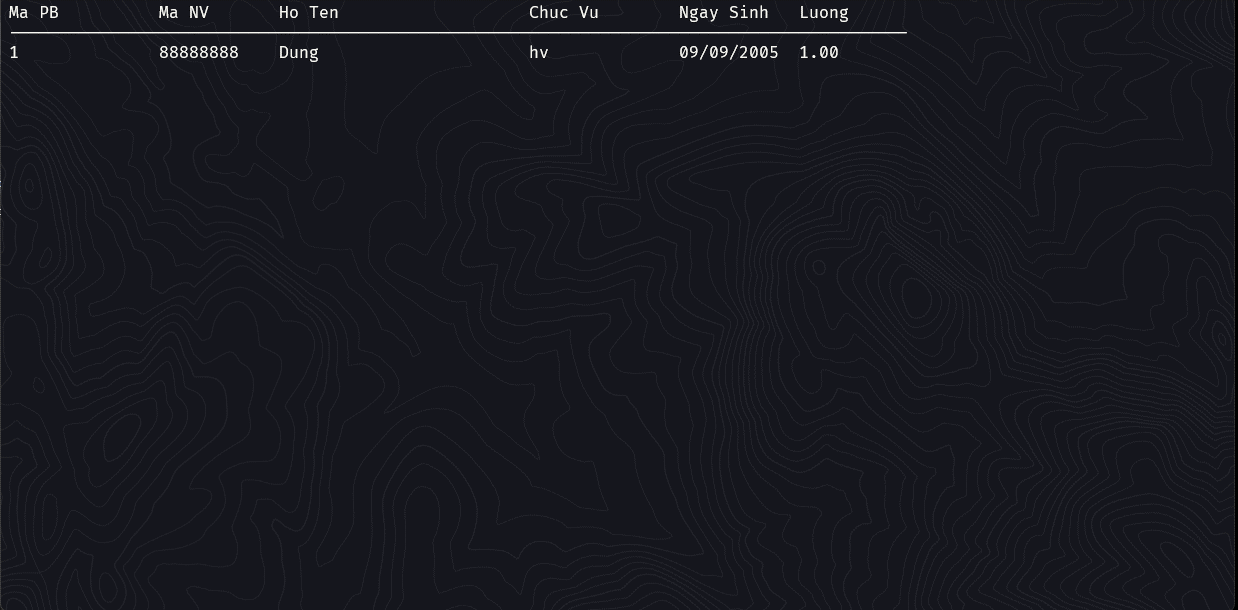 Ma PB Ma NV Ho Ten Chuc Vu Ngay Sinh Luong
1 88888888 Dung hv 09/09/2005 1.00